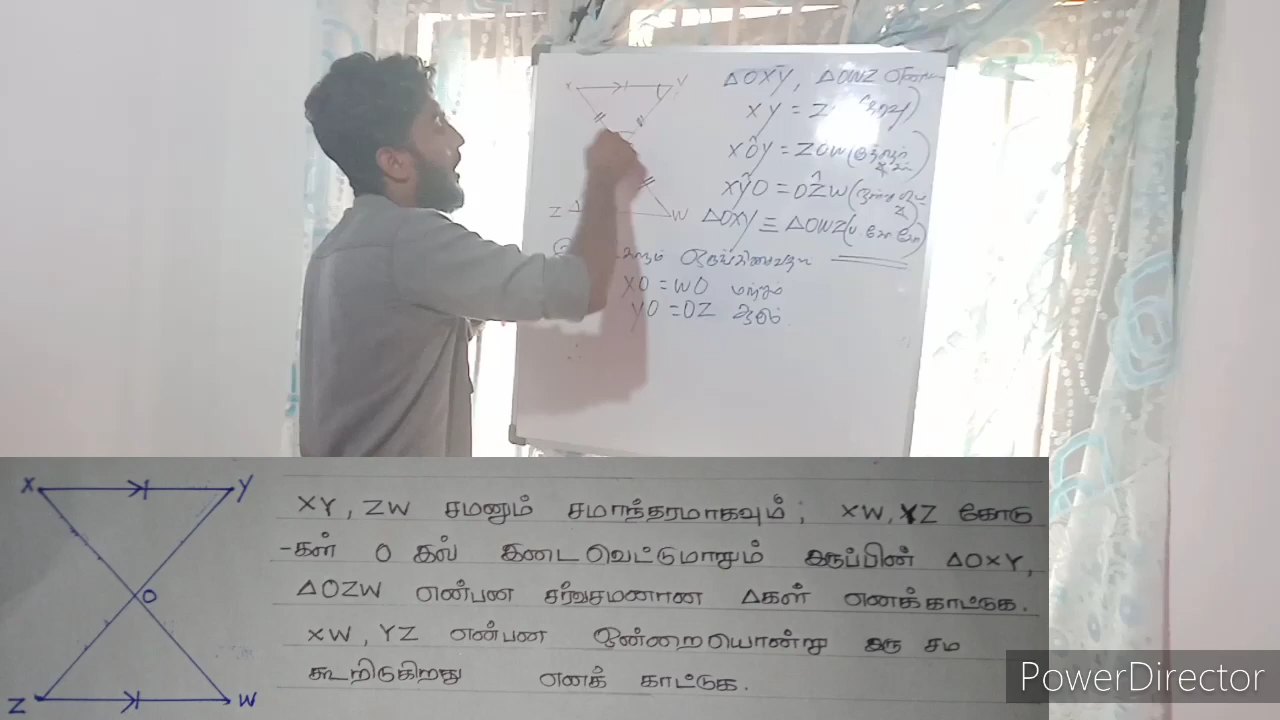 X Y
Z W
ΔOXY, ΔOWZ
XY = Z
XÔY = ZÔW
XŶO = OẐW
ΔOXY ≡ ΔOWZ
XO = WO மற்றும்
YO = OZ ஆகும்
X Y
O
Z W
XY, ZW சமனும் சமாந்தரமாகவும்; XW, YZ கோடு
-கள் O இல் இடைவெட்டுமாறும் இருப்பின் ΔOXY,
ΔOZW என்பன சர்வசமனான Δகள் எனக்காட்டுக.
XW, YZ என்பன ஒன்றையொன்று இரு சம
கூறிடுகிறது எனக் காட்டுக.
PowerDirector